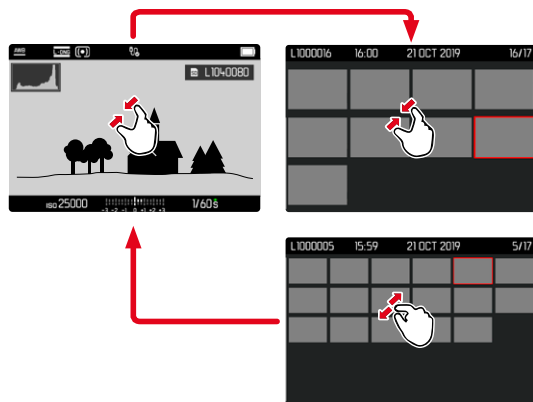 AWB L-DNG
L1040080
ISO 25000 -3 -2 -1 0 +1 +2 +3 1/60s
L1000016 16:00 21 OCT 2019 16/17
L1000005 15:59 21 OCT 2019 5/17